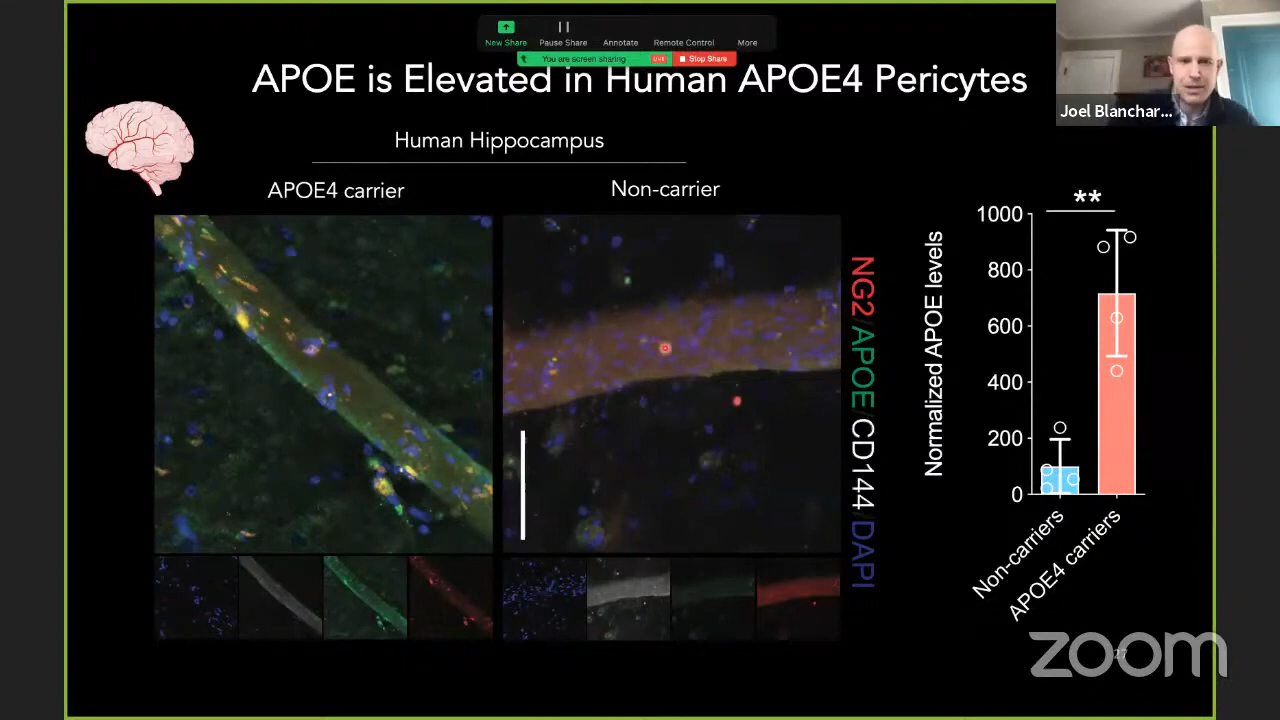 New Share
Pause Share
Annotate
Remote Control
More
You are screen sharing
LIVE
Stop Share
APOE is Elevated in Human APOE4 Pericytes
Joel Blanchar...
Human Hippocampus
APOE4 carrier
Non-carrier
NG2/APOE/CD144/DAPI
**
Normalized APOE levels
1000
800
600
400
200
0
Non-carriers
APOE4 carriers
27
zoom